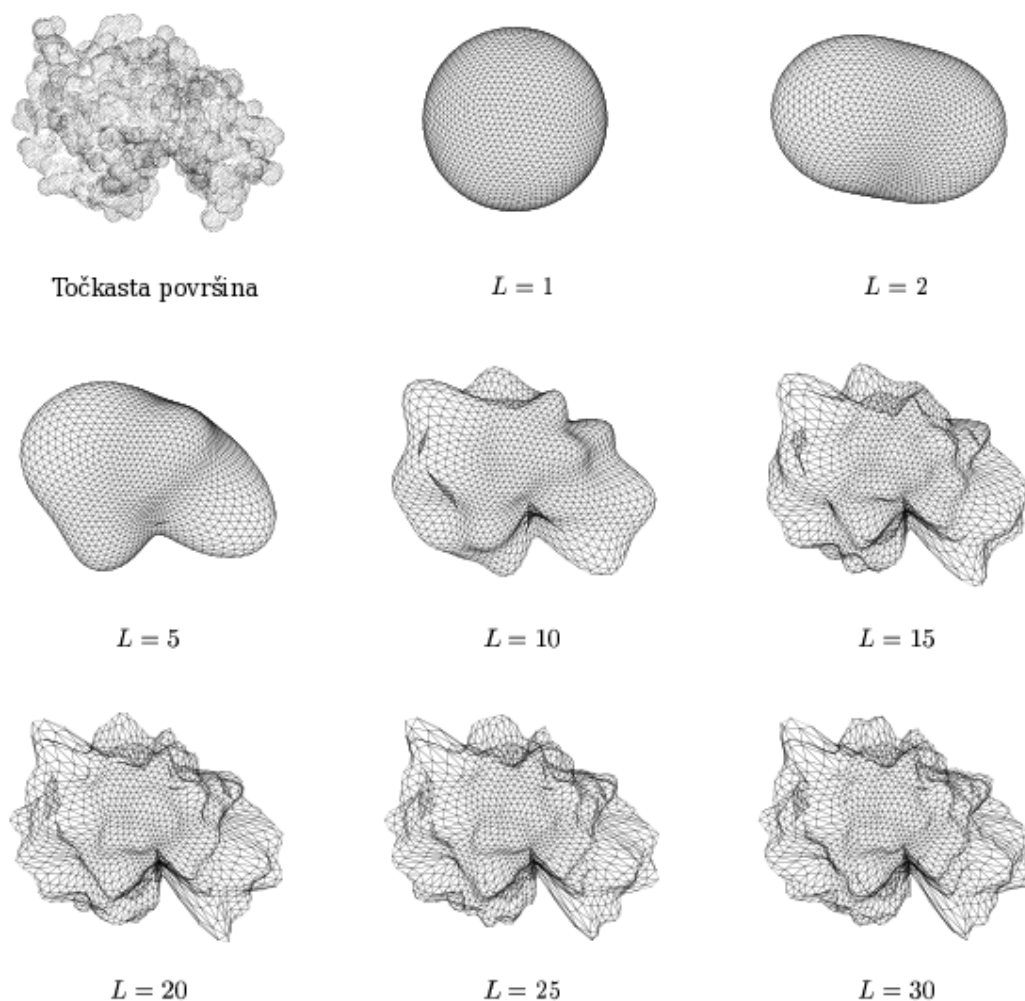 Točkasta površina
L = 1
L = 2
L = 5
L = 10
L = 15
L = 20
L = 25
L = 30